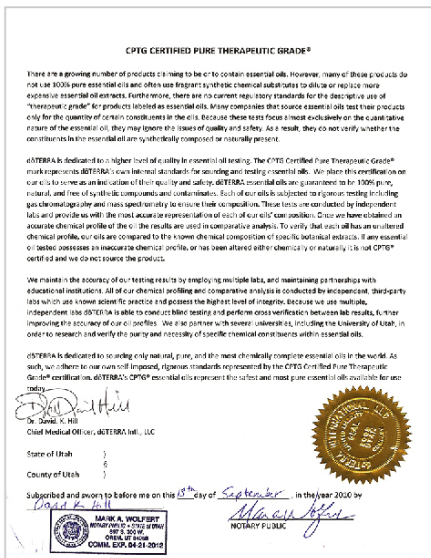 CPTG CERTIFIED PURE THERAPEUTIC GRADE®
There are a growing number of products claiming to be or to contain essential oils. However, many of these products do
not use 100% pure essential oils and often use fragrant synthetic chemical substitutes to dilute or replace more
expensive essential oil extracts. Furthermore, there are no current regulatory standards for the descriptive use of
"therapeutic grade" for products labeled as essential oils. Many companies that source essential oils test their products
only for the quantity of certain constituents in the oils. Because these tests focus almost exclusively on the quantitative
nature of the essential oil, they may ignore the issues of quality and safety. As a result, they do not verify whether the
constituents in the essential oil are synthetically composed or naturally present.
dōTERRA is dedicated to a higher level of quality in essential oil testing. The CPTG Certified Pure Therapeutic Grade®
mark represents dōTERRA's own internal standards for sourcing and testing essential oils. We place this certification on
our oils to serve as an indication of their quality and safety. dōTERRA essential oils are guaranteed to be 100% pure,
natural, and free of synthetic compounds and contaminates. Each of our oils is subjected to rigorous testing including
gas chromatography and mass spectrometry to ensure their composition. These tests are conducted by independent
labs and provide us with the most accurate representation of each of our oils' composition. Once we have obtained an
accurate chemical profile of the oil the results are used in comparative analysis. To verify that each oil has an unaltered
chemical profile, our oils are compared to the known chemical composition of specific botanical extracts. If any essential
oil tested possesses an inaccurate chemical profile, or has been altered either chemically or naturally it is not CPTG®
certified and we do not source the product.
We maintain the accuracy of our testing results by employing multiple labs, and maintaining partnerships with
educational institutions. All of our chemical profiling and comparative analysis is conducted by independent, third-party
labs which use known scientific practice and possess the highest level of integrity. Because we use multiple,
independent labs dōTERRA is able to conduct blind testing and perform cross verification between lab results, further
improving the accuracy of our oil profiles. We also partner with several universities, including the University of Utah, in
order to research and verify the purity and necessity of specific chemical constituents within essential oils.
dōTERRA is dedicated to sourcing only natural, pure, and the most chemically complete essential oils in the world. As
such, we adhere to our own self-imposed, rigorous standards represented by the CPTG Certified Pure Therapeutic
Grade® certification. dōTERRA's CPTG® essential oils represent the safest and most pure essential oils available for use
today.
Dr. David. K. Hill
Chief Medical Officer, dōTERRA Intl., LLC
State of Utah )
County of Utah )
Subscribed and sworn to before me on this 15th day of September, in the year 2010 by
David K Hill
NOTARY PUBLIC
MARK A. WOLFERT
NOTARY PUBLIC • STATE OF UTAH
OREM, UT 84058
COMM. EXP. 04-21-2012